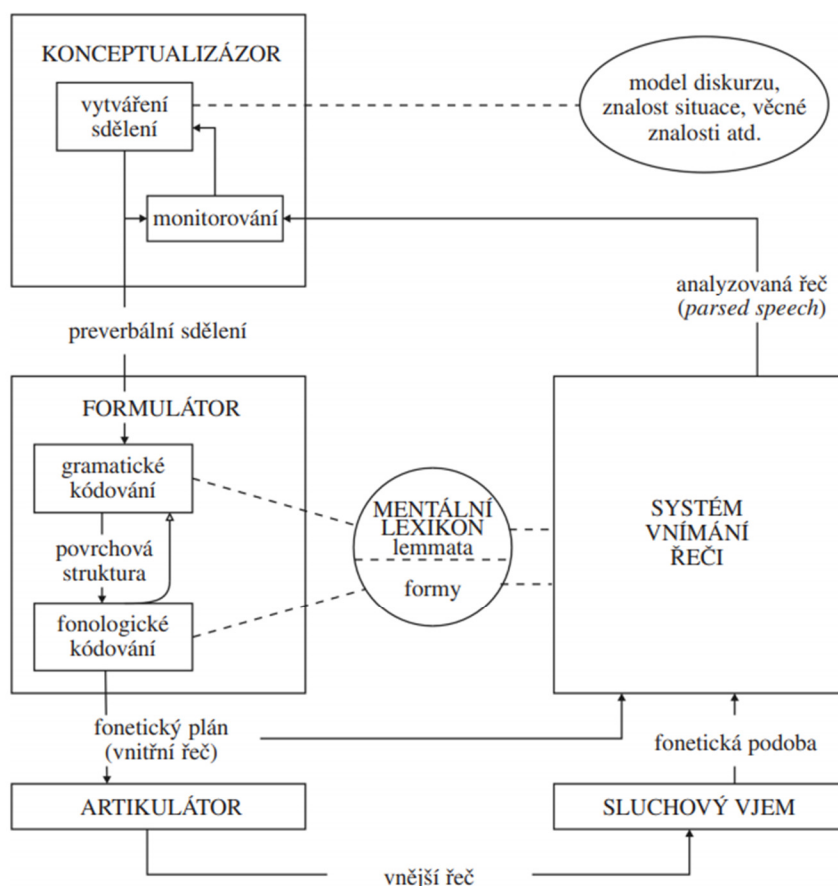 KONCEPTUALIZÁZOR
vytváření
sdělení
model diskurzu,
znalost situace, věcné
znalosti atd.
monitorování
analyzovaná řeč
(parsed speech)
preverbální sdělení
FORMULÁTOR
gramatické
kódování
povrchová
struktura
fonologické
kódování
MENTÁLNÍ
LEXIKON
lemmata
formy
SYSTÉM
VNÍMÁNÍ
ŘEČI
fonetický plán
(vnitřní řeč)
fonetická podoba
ARTIKULÁTOR
SLUCHOVÝ VJEM
vnější řeč